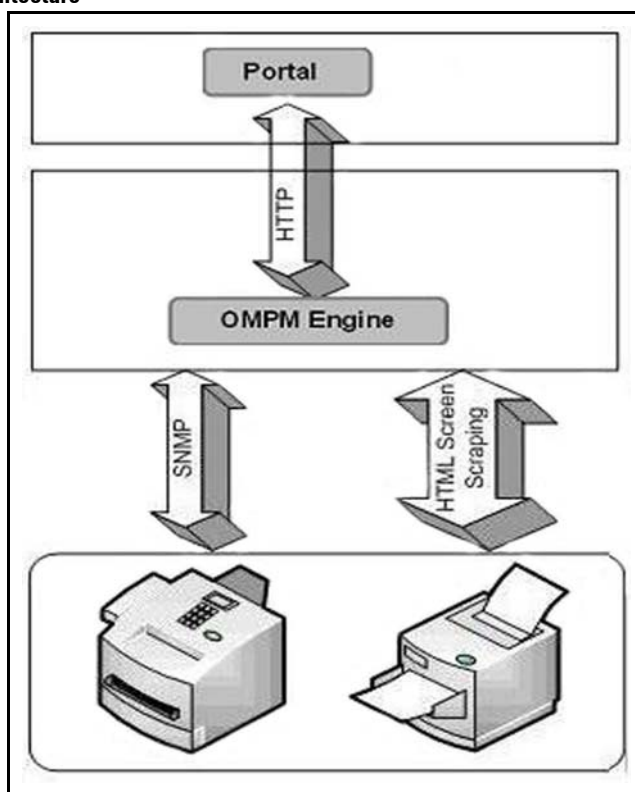 Portal
HTTP
OMPM Engine
SNMP
HTML Screen
Scraping